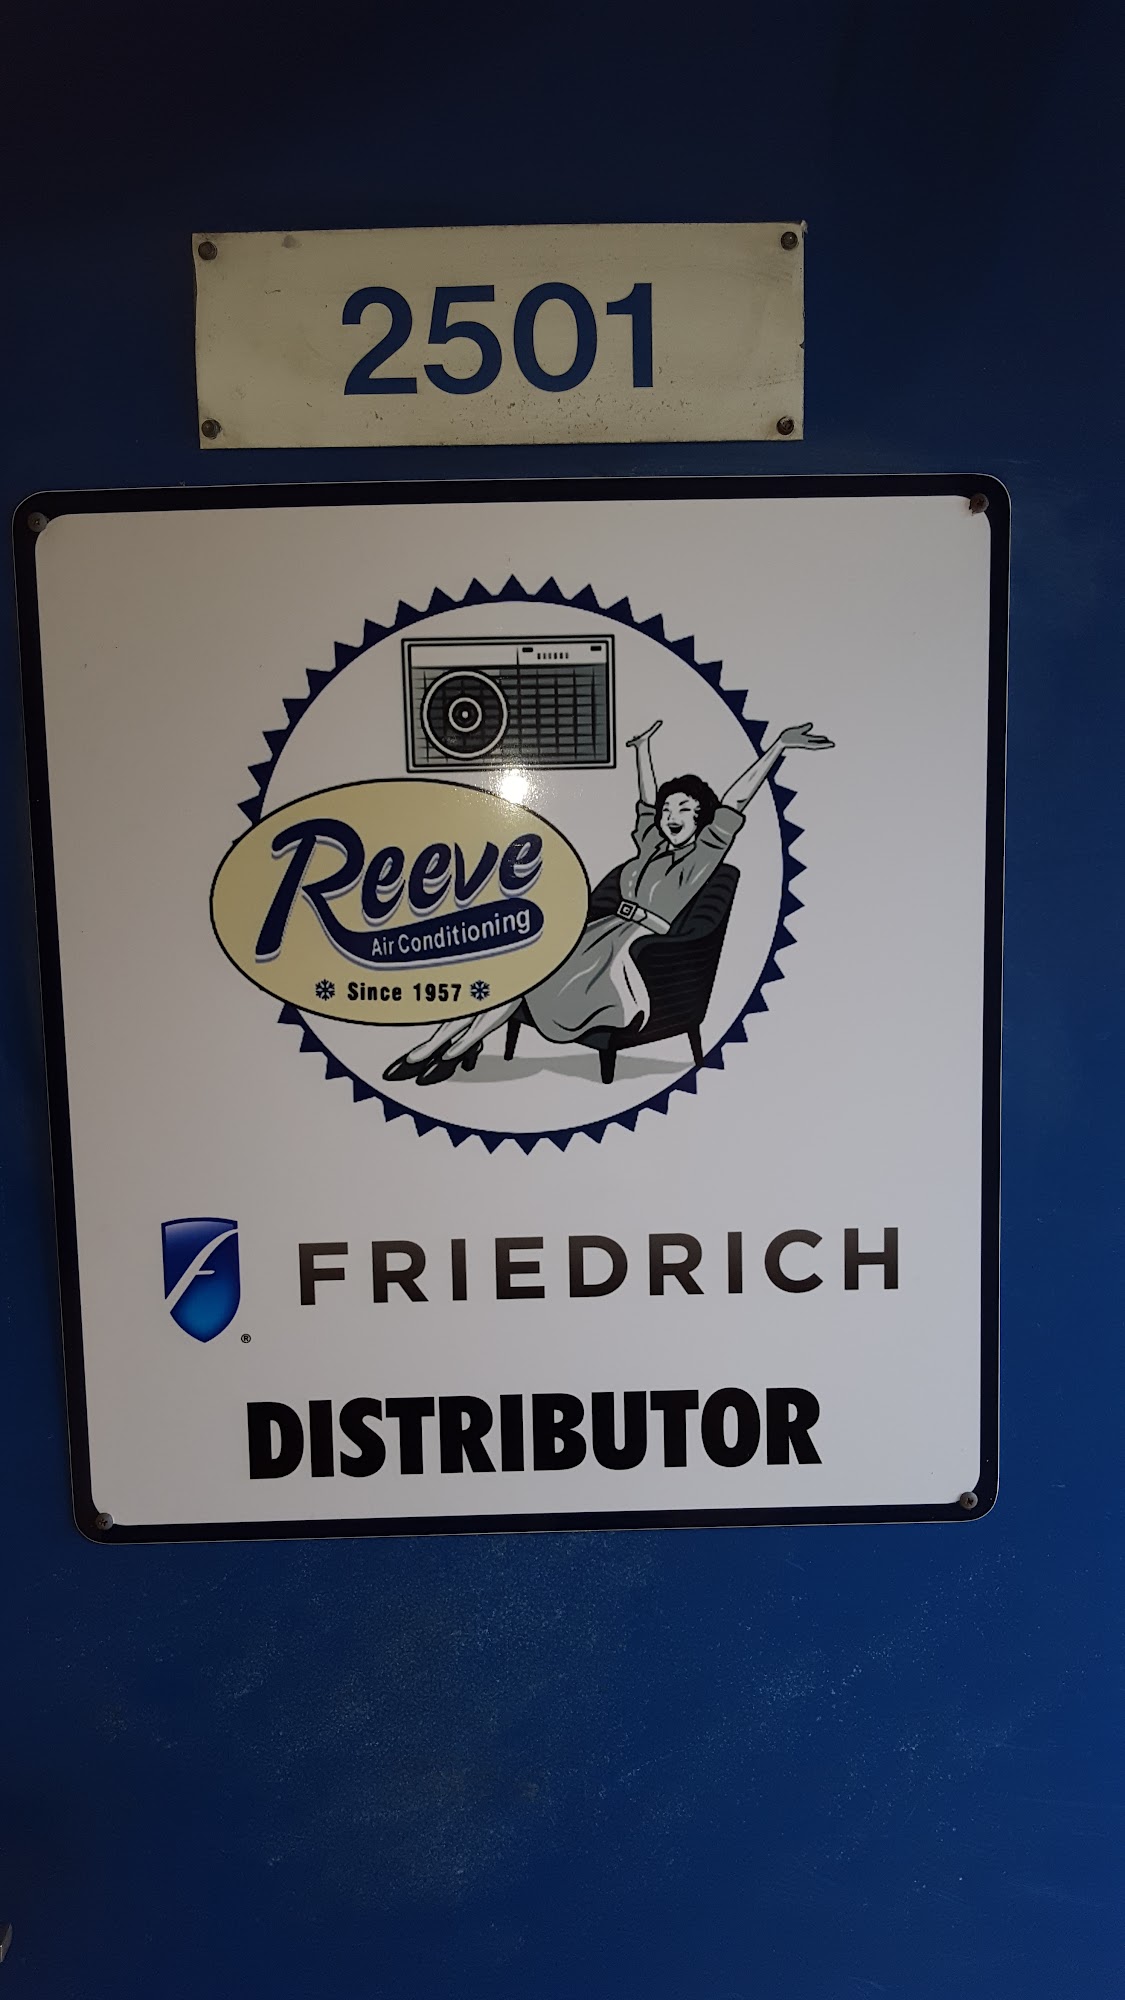 2501
Reeve
Air Conditioning
Since 1957
®
FRIEDRICH
DISTRIBUTOR